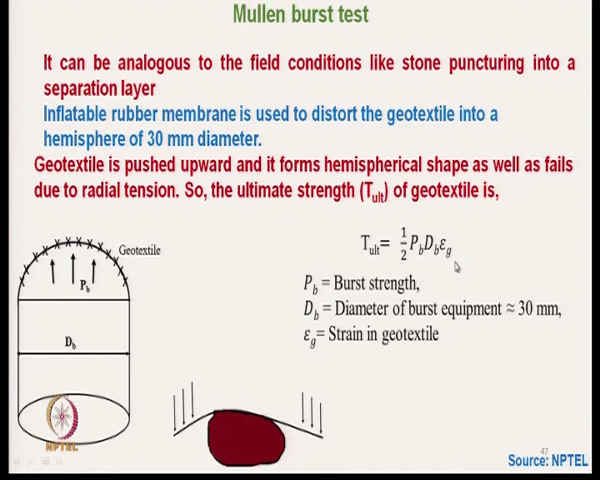 Mullen burst test
It can be analogous to the field conditions like stone puncturing into a
separation layer
Inflatable rubber membrane is used to distort the geotextile into a
hemisphere of 30 mm diameter.
Geotextile is pushed upward and it forms hemispherical shape as well as fails
due to radial tension. So, the ultimate strength (Tult) of geotextile is,
Geotextile
Pb
Db
Tult= 1/2 PbDbεg
Pb = Burst strength,
Db = Diameter of burst equipment ≈ 30 mm,
εg= Strain in geotextile
NPTEL
47
Source: NPTEL